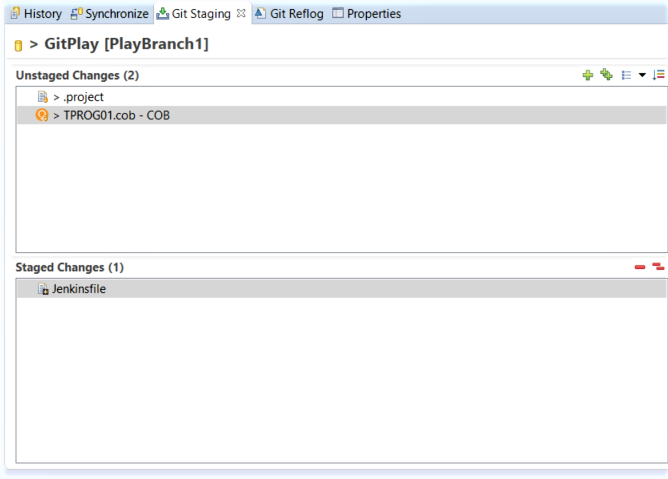 History Synchronize Git Staging Git Reflog Properties
> GitPlay [PlayBranch1]
Unstaged Changes (2)
> .project
> TPROG01.cob - COB
Staged Changes (1)
Jenkinsfile